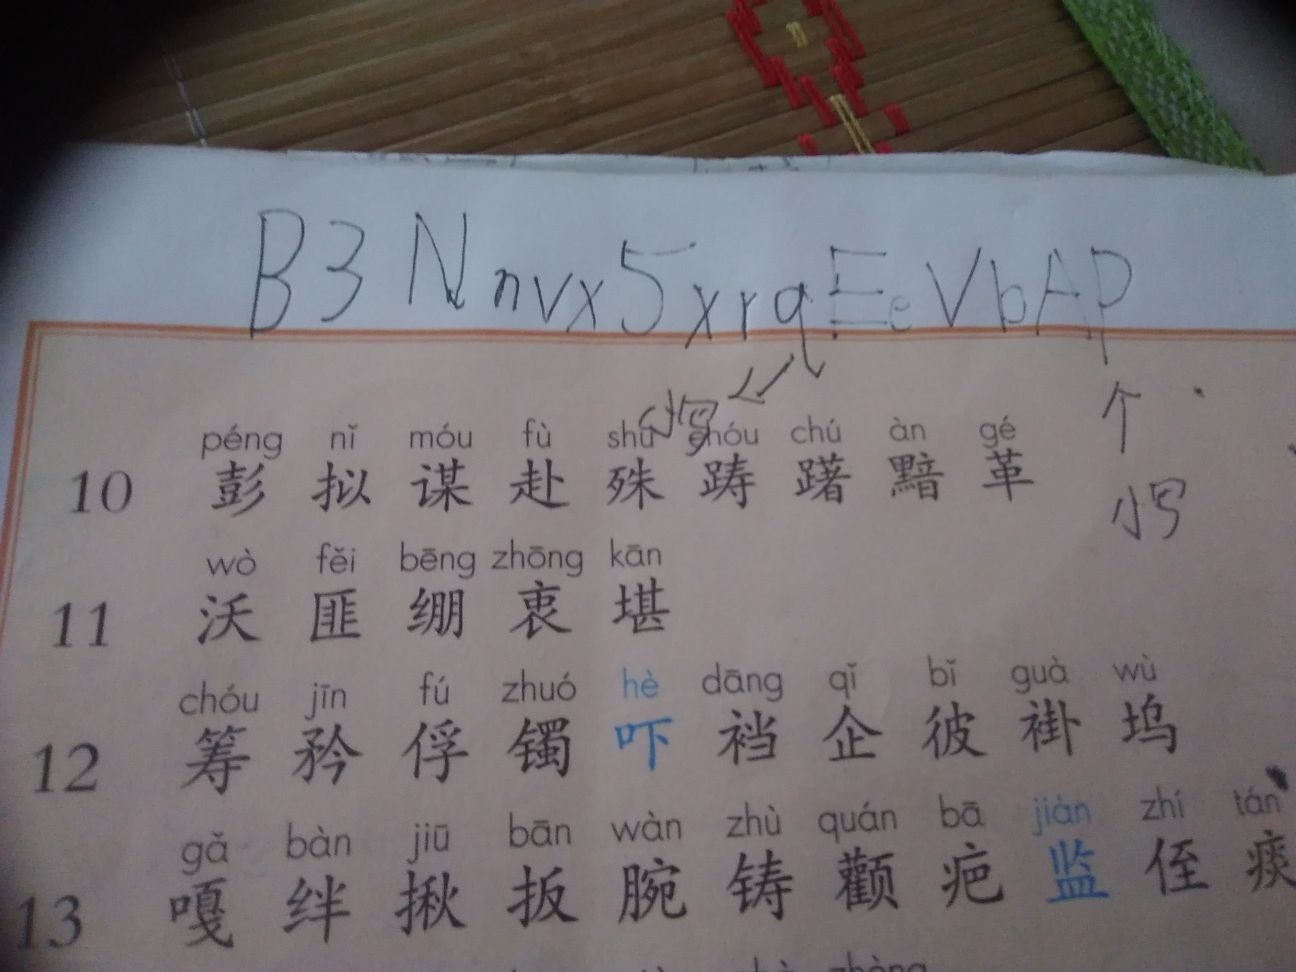 B3Nnvx5xrqEeVbAP
小写
小写
péng nǐ móu fù shū chóu chú àn gé
10 彭 拟 谋 赴 殊 踌 躇 黯 革
wò fěi bēng zhōng kān
11 沃 匪 绷 衷 堪
chóu jīn fú zhuó hè dāng qǐ bǐ guà wù
12 筹 矜 俘 镯 吓 裆 企 彼 褂 坞
gǎ bàn jiū bān wàn zhù quán bā jiàn zhí tán
13 嘎 绊 揪 扳 腕 铸 颧 疤 监 侄 痰